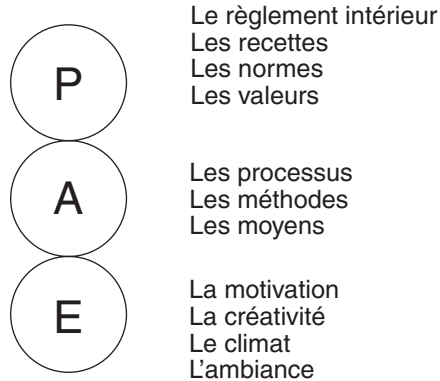 Le règlement intérieur
Les recettes
Les normes
Les valeurs
P
Les processus
Les méthodes
Les moyens
A
La motivation
La créativité
Le climat
L'ambiance
E